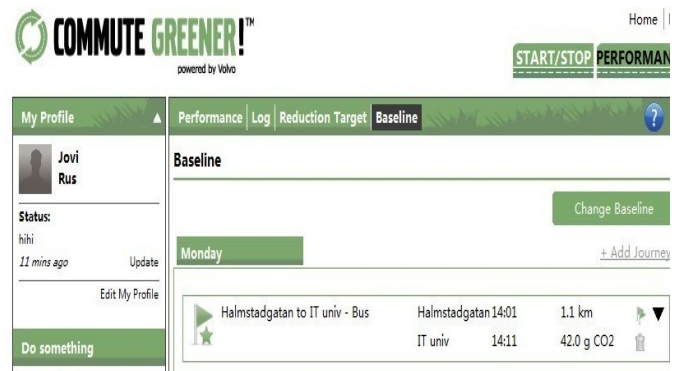 COMMUTE GREENER!™
powered by Volvo
Home
START/STOP PERFORMAN
My Profile
Jovi
Rus
Status:
hihi
11 mins ago Update
Edit My Profile
Do something
Performance Log Reduction Target Baseline ?
Baseline
Change Baseline
Monday + Add Journey
Halmstadgatan to IT univ - Bus Halmstadgatan 14:01 1.1 km
IT univ 14:11 42.0 g CO2